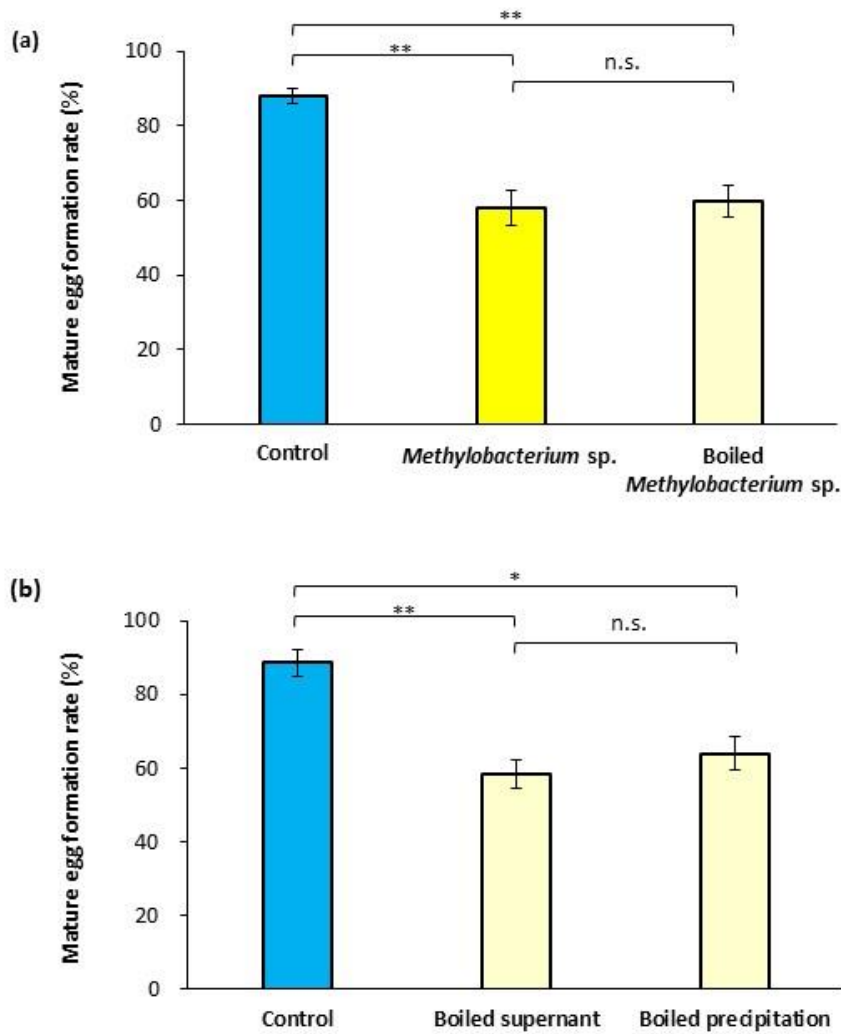 (a)
**
**
n.s.
Mature egg formation rate (%)
100
80
60
40
20
0
Control
Methylobacterium sp.
Boiled
Methylobacterium sp.
(b)
*
**
n.s.
Mature egg formation rate (%)
100
80
60
40
20
0
Control
Boiled supernant
Boiled precipitation